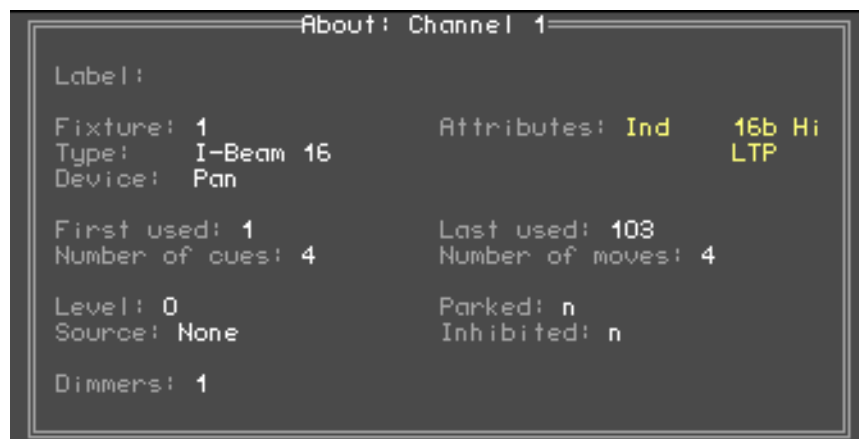 About: Channel 1
Label:
Fixture: 1 Attributes: Ind 16b Hi
Type: I-Beam 16 LTP
Device: Pan
First used: 1 Last used: 103
Number of cues: 4 Number of moves: 4
Level: 0 Parked: n
Source: None Inhibited: n
Dimmers: 1